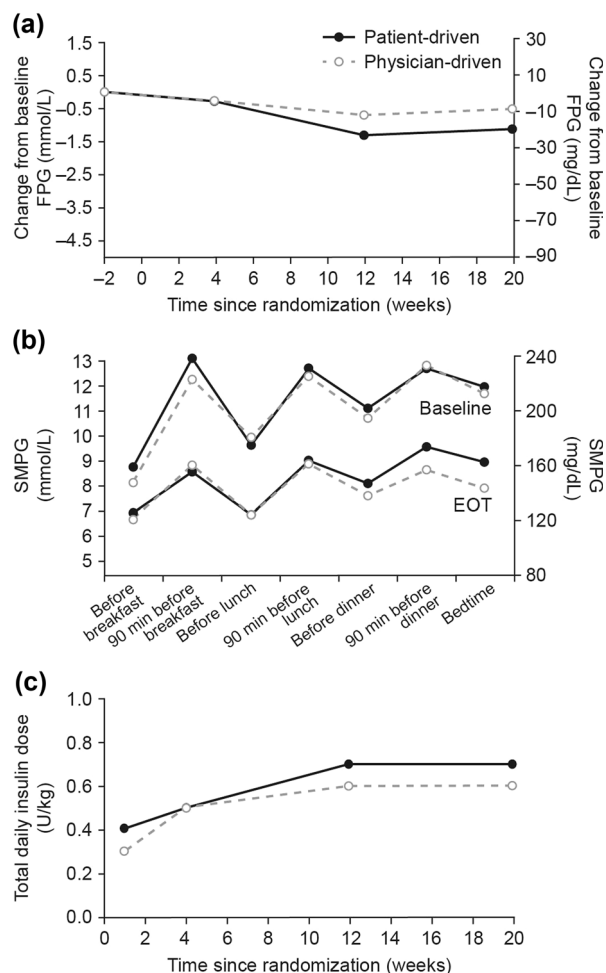 (a)
Patient-driven
Physician-driven
Change from baseline
FPG (mmol/L)
1.5
0.5
–0.5
–1.5
–2.5
–3.5
–4.5
30
10
–10
–30
–50
–70
–90
Change from baseline
FPG (mg/dL)
–2 0 2 4 6 8 10 12 14 16 18 20
Time since randomization (weeks)
(b)
SMPG
(mmol/L)
13
12
11
10
9
8
7
6
5
Baseline
EOT
240
200
160
120
80
SMPG
(mg/dL)
Before
breakfast
90 min before
breakfast
Before lunch
90 min before
lunch
Before dinner
90 min before
dinner
Bedtime
(c)
Total daily insulin dose
(U/kg)
1.0
0.8
0.6
0.4
0.2
0.0
0 2 4 6 8 10 12 14 16 18 20
Time since randomization (weeks)